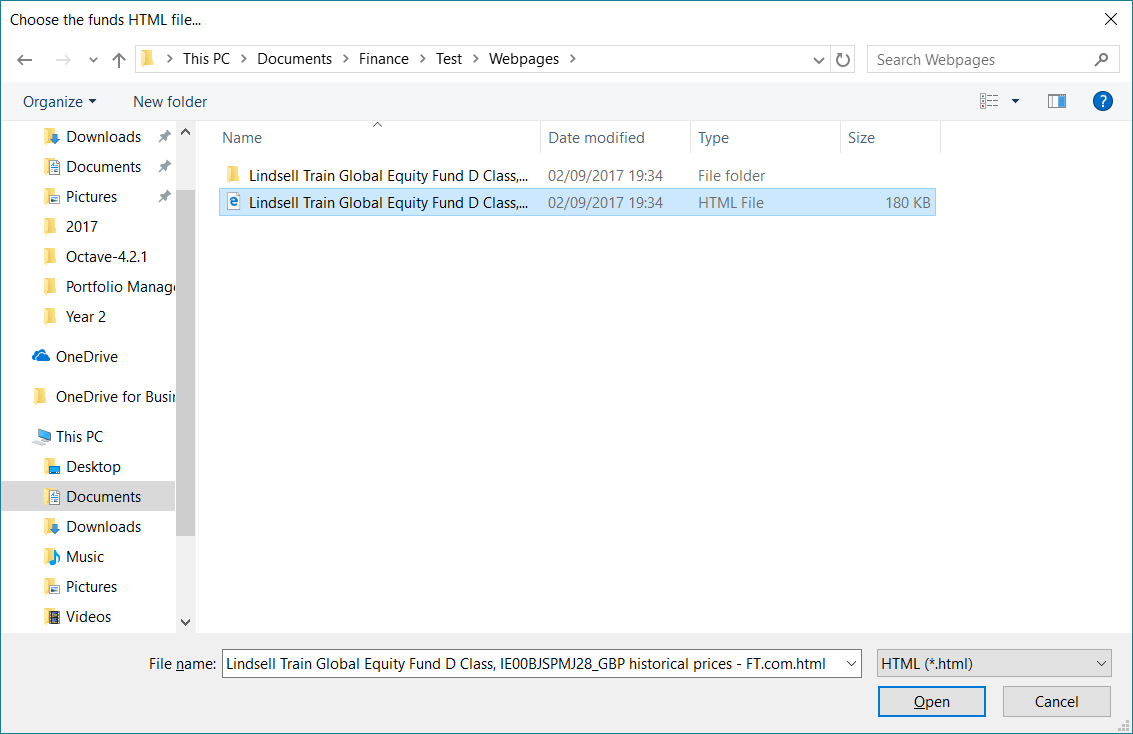 Choose the funds HTML file...
This PC > Documents > Finance > Test > Webpages >
Search Webpages
Organize
New folder
?
Downloads
Documents
Pictures
2017
Octave-4.2.1
Portfolio Manage
Year 2
OneDrive
OneDrive for Busin
This PC
Desktop
Documents
Downloads
Music
Pictures
Videos
Name Date modified Type Size
Lindsell Train Global Equity Fund D Class,... 02/09/2017 19:34 File folder
Lindsell Train Global Equity Fund D Class,... 02/09/2017 19:34 HTML File 180 KB
File name: Lindsell Train Global Equity Fund D Class, IE00BJSPMJ28_GBP historical prices - FT.com.html
HTML (*.html)
Open
Cancel